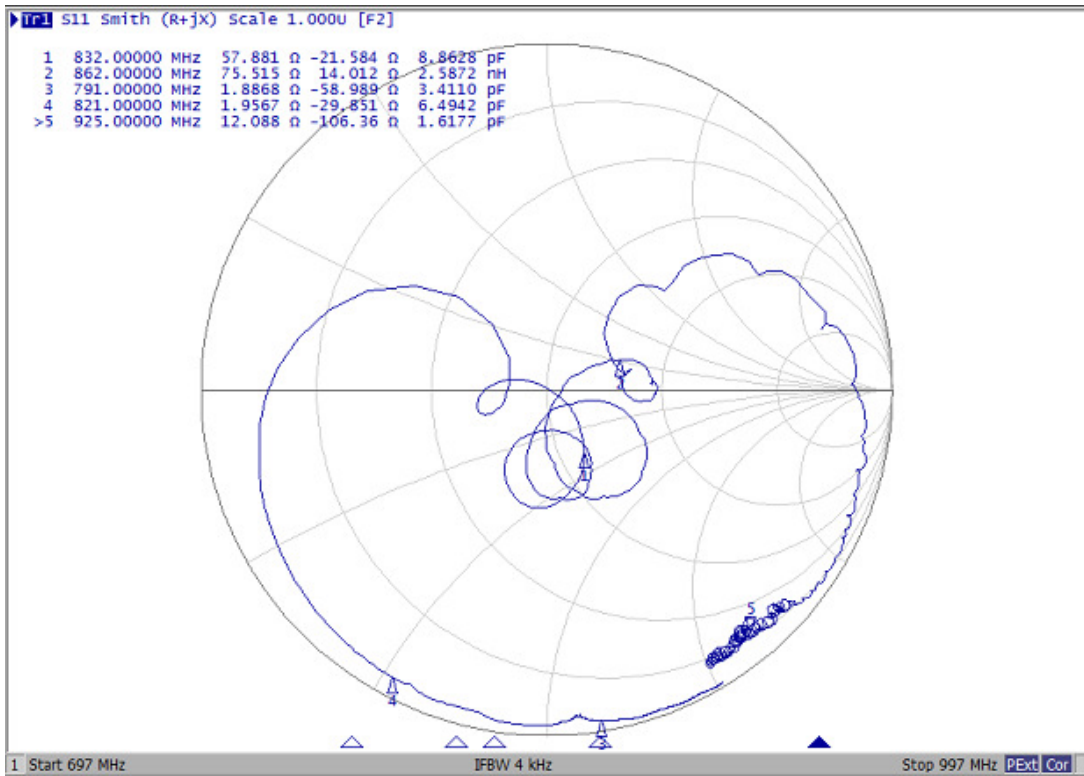 Tr1 S11 Smith (R+jX) Scale 1.000U [F2]
1 832.00000 MHz 57.881 Ω -21.584 Ω 8.8628 pF
2 862.00000 MHz 75.515 Ω 14.012 Ω 2.5872 nH
3 791.00000 MHz 1.8868 Ω -58.989 Ω 3.4110 pF
4 821.00000 MHz 1.9567 Ω -29.851 Ω 6.4942 pF
>5 925.00000 MHz 12.088 Ω -106.36 Ω 1.6177 pF
2
1
5
4
3
1 Start 697 MHz IFBW 4 kHz Stop 997 MHz PExt Cor